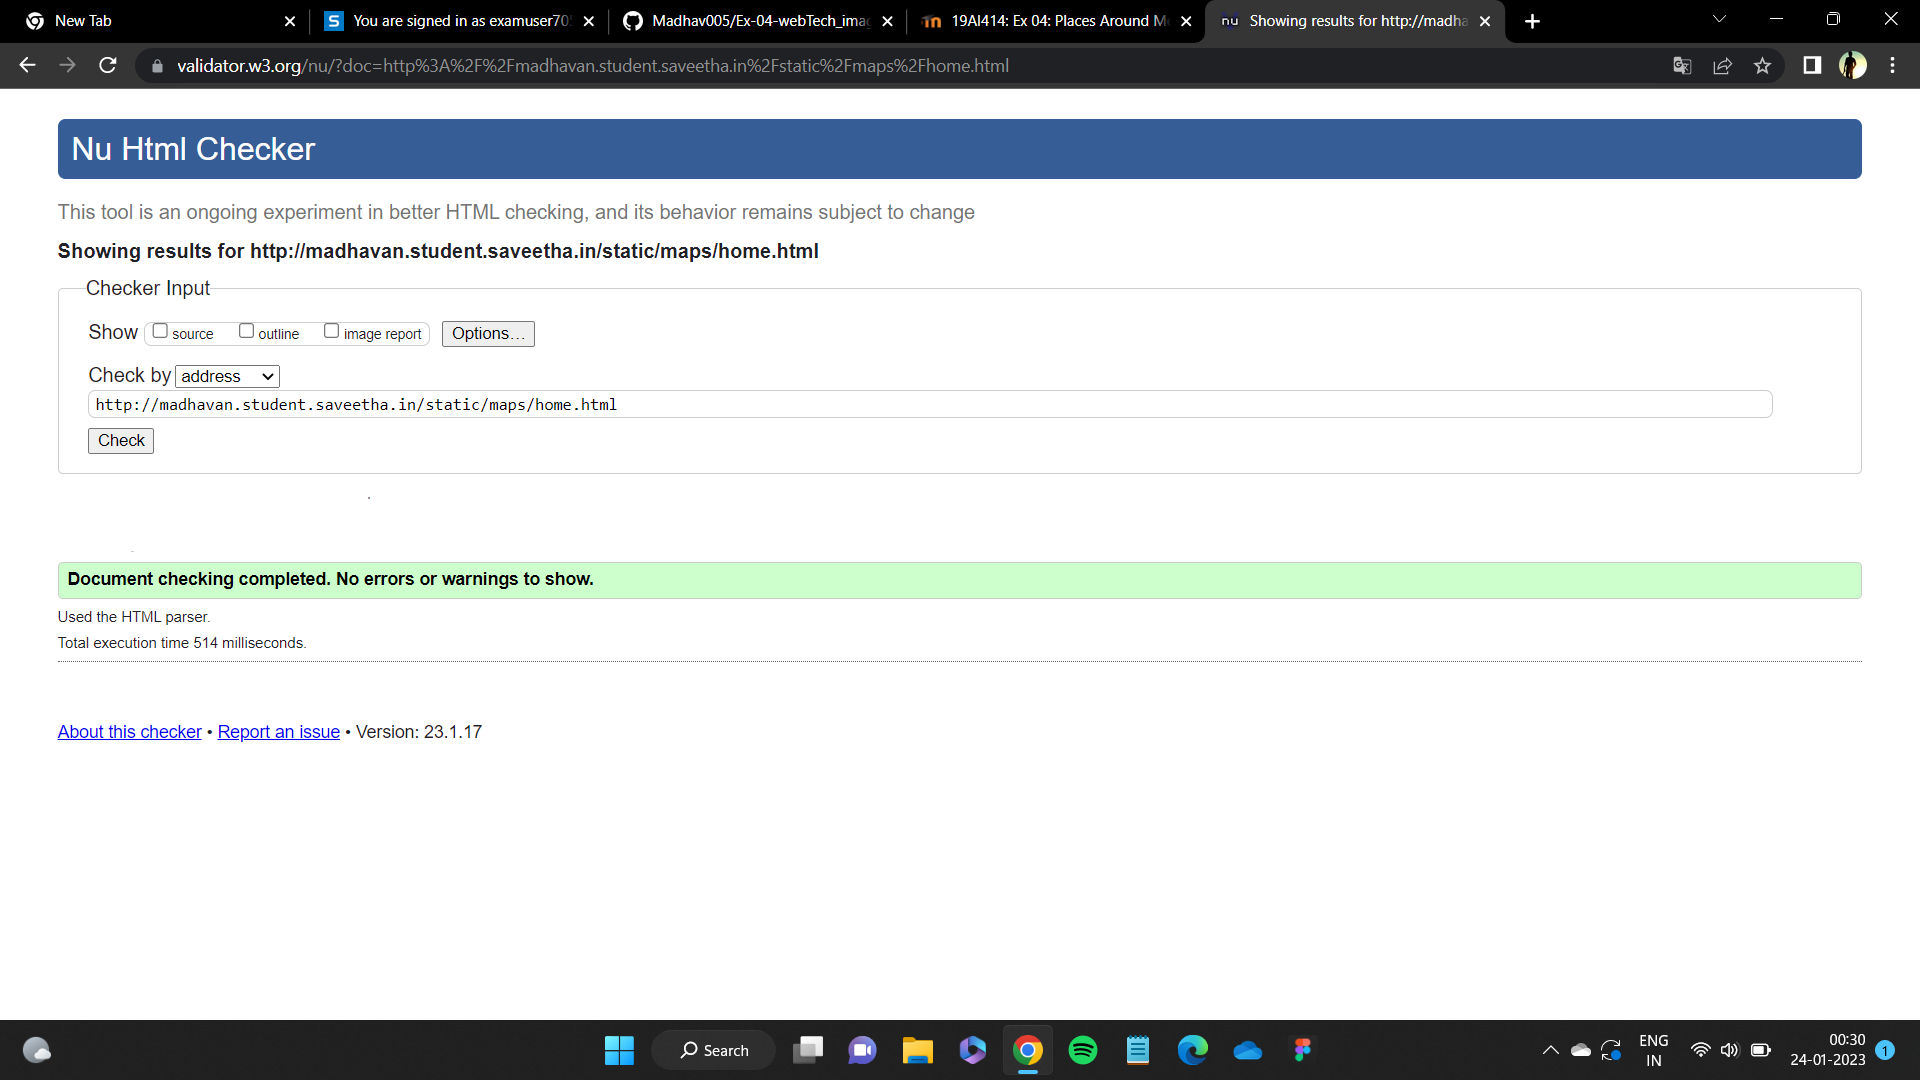 New Tab
You are signed in as examuser70
Madhav005/Ex-04-webTech_ima
19AI414: Ex 04: Places Around M
nu Showing results for http://madha
validator.w3.org/nu/?doc=http%3A%2F%2Fmadhavan.student.saveetha.in%2Fstatic%2Fmaps%2Fhome.html
Nu Html Checker
This tool is an ongoing experiment in better HTML checking, and its behavior remains subject to change
Showing results for http://madhavan.student.saveetha.in/static/maps/home.html
Checker Input
Show source outline image report Options...
Check by address
http://madhavan.student.saveetha.in/static/maps/home.html
Check
Document checking completed. No errors or warnings to show.
Used the HTML parser.
Total execution time 514 milliseconds.
About this checker • Report an issue • Version: 23.1.17
Search
ENG
IN
00:30
24-01-2023
1